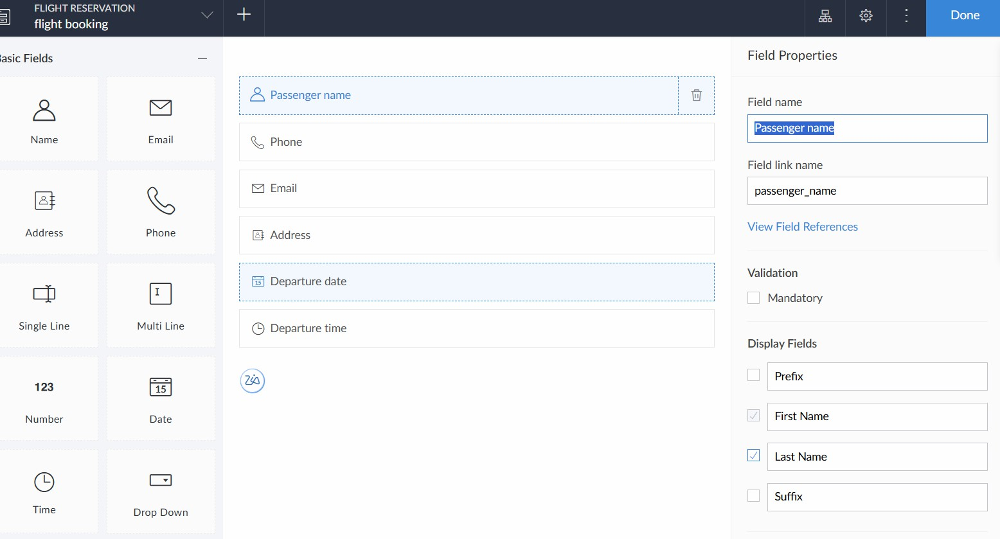 FLIGHT RESERVATION
flight booking
Done
Basic Fields
Name
Email
Address
Phone
Single Line
Multi Line
123
Number
15
Date
Time
Drop Down
Passenger name
Phone
Email
Address
15
Departure date
Departure time
Zia
Field Properties
Field name
Passenger name
Field link name
passenger_name
View Field References
Validation
Mandatory
Display Fields
Prefix
First Name
Last Name
Suffix